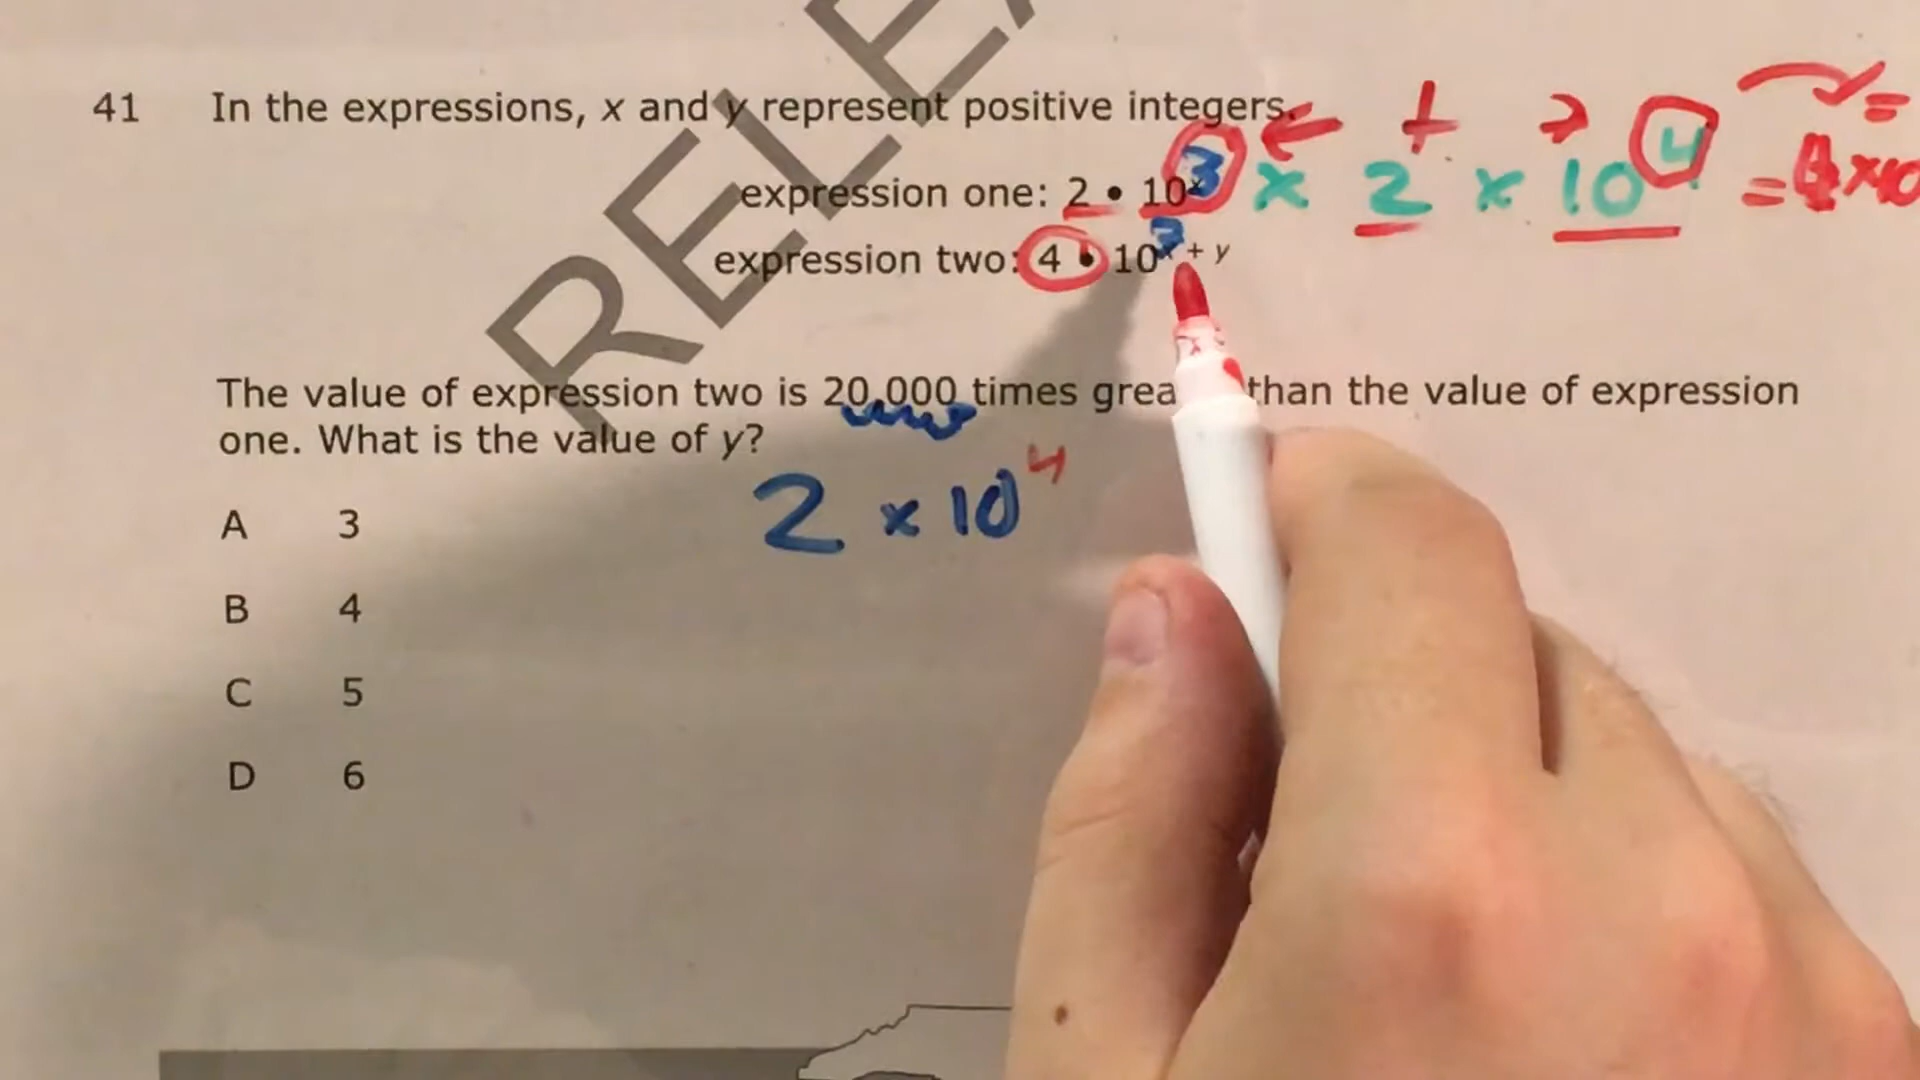 RELE
41 In the expressions, x and y represent positive integers.
expression one: 2 • 10ˣ 3 x 2 x 10⁴ = 4x10
expression two: 4 • 10ˣ⁺ʸ
The value of expression two is 20,000 times grea than the value of expression
one. What is the value of y?
2 x 10⁴
A 3
B 4
C 5
D 6